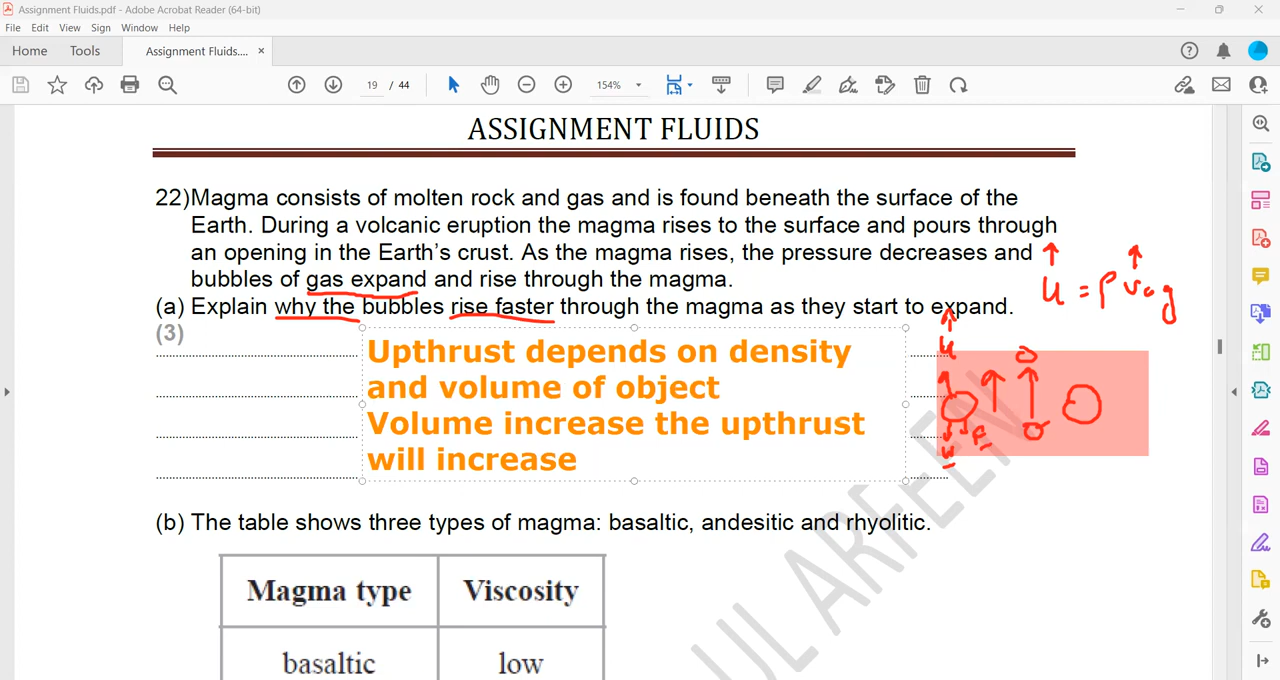 Assignment Fluids.pdf - Adobe Acrobat Reader (64-bit)
File Edit View Sign Window Help
Home Tools Assignment Fluids.... ×
19 / 44 154%
ASSIGNMENT FLUIDS
22)Magma consists of molten rock and gas and is found beneath the surface of the
Earth. During a volcanic eruption the magma rises to the surface and pours through
an opening in the Earth's crust. As the magma rises, the pressure decreases and
bubbles of gas expand and rise through the magma.
u = ρ v g
(a) Explain why the bubbles rise faster through the magma as they start to expand.
(3)
u
Upthrust depends on density
and volume of object
Volume increase the upthrust
will increase
F
w
(b) The table shows three types of magma: basaltic, andesitic and rhyolitic.
Magma type Viscosity
basaltic low
UL ARFEEN